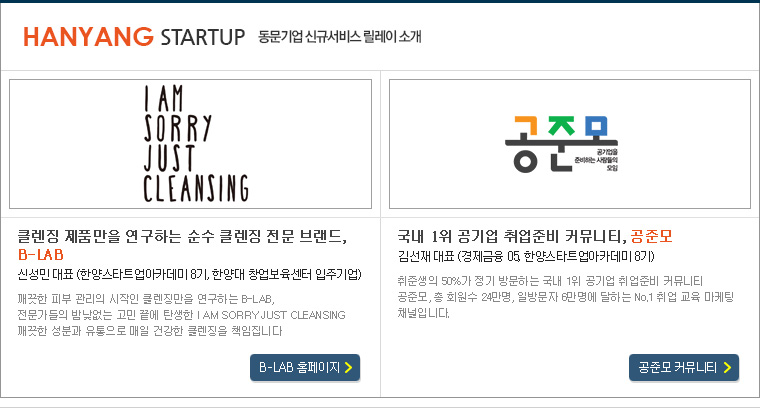 HANYANG STARTUP 동문기업 신규서비스 릴레이 소개
I AM
SORRY
JUST
CLEANSING
공준모
공기업을
준비하는 사람들의
모임
클렌징 제품만을 연구하는 순수 클렌징 전문 브랜드,
B-LAB
신성민 대표 (한양스타트업아카데미 8기, 한양대 창업보육센터 입주기업)
깨끗한 피부 관리의 시작인 클렌징만을 연구하는 B-LAB,
전문가들의 밤낮없는 고민 끝에 탄생한 I AM SORRY JUST CLEANSING
깨끗한 성분과 유통으로 매일 건강한 클렌징을 책임집니다
B-LAB 홈페이지
국내 1위 공기업 취업준비 커뮤니티, 공준모
김선재 대표 (경제금융 05, 한양스타트업아카데미 8기)
취준생의 50%가 정기 방문하는 국내 1위 공기업 취업준비 커뮤니티
공준모, 총 회원수 24만명, 일방문자 6만명에 달하는 No.1 취업 교육 마케팅
채널입니다.
공준모 커뮤니티